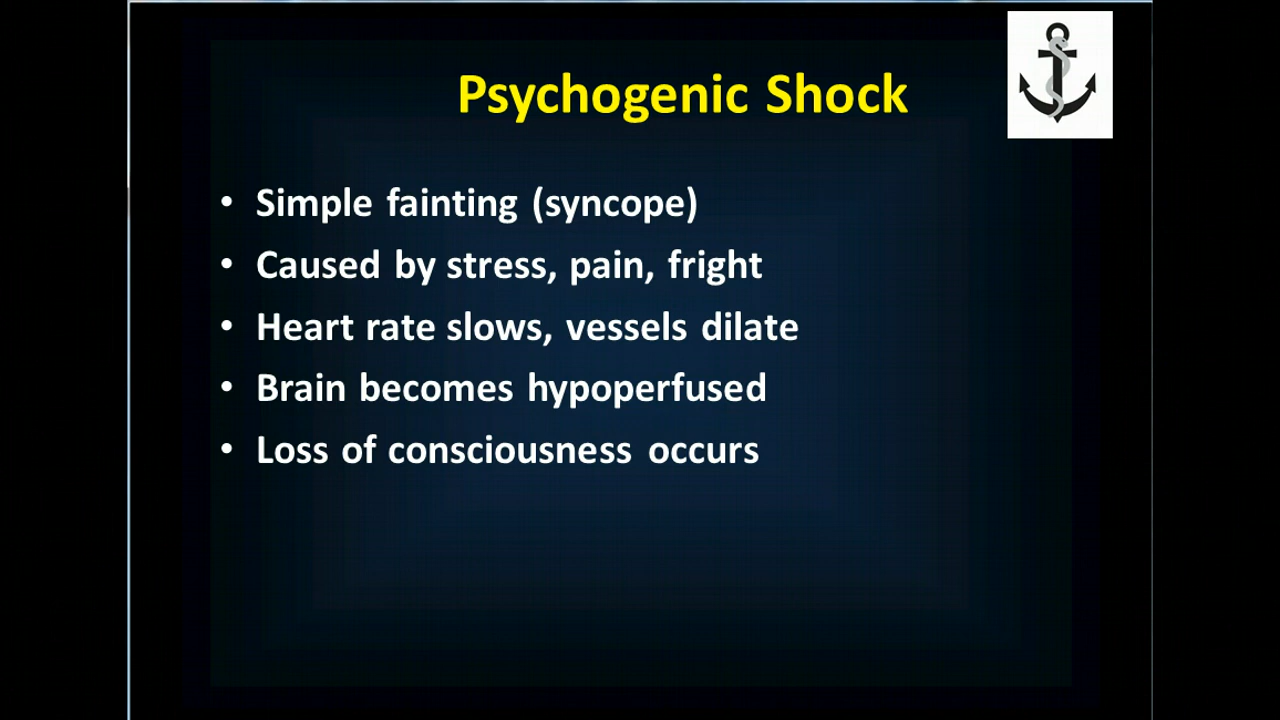 Psychogenic Shock
• Simple fainting (syncope)
• Caused by stress, pain, fright
• Heart rate slows, vessels dilate
• Brain becomes hypoperfused
• Loss of consciousness occurs